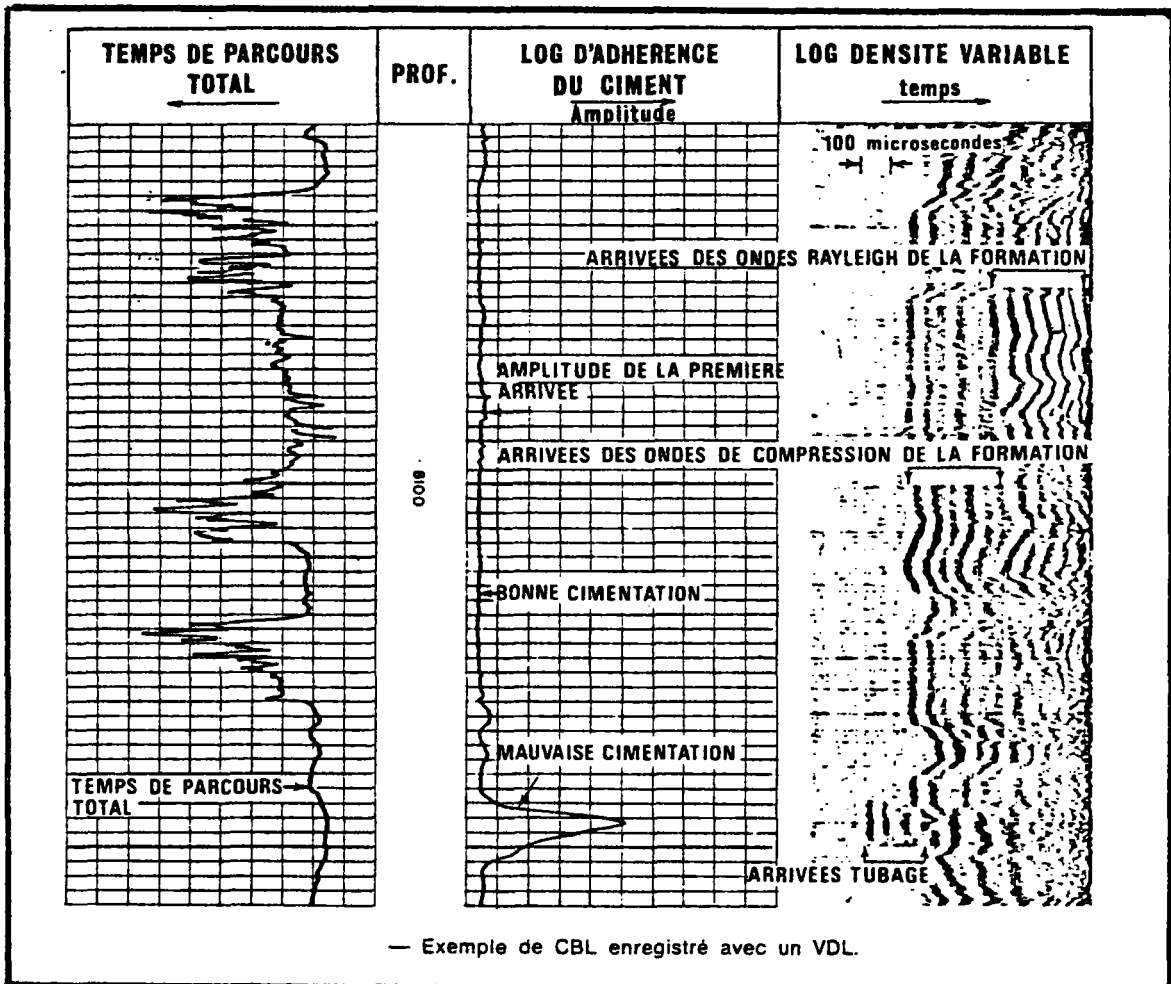 TEMPS DE PARCOURS
TOTAL
PROF.
LOG D'ADHERENCE
DU CIMENT
Amplitude
LOG DENSITE VARIABLE
temps
100 microsecondes
ARRIVEES DES ONDES RAYLEIGH DE LA FORMATION
AMPLITUDE DE LA PREMIERE
ARRIVEE
ARRIVEES DES ONDES DE COMPRESSION DE LA FORMATION
BONNE CIMENTATION
MAUVAISE CIMENTATION
TEMPS DE PARCOURS
TOTAL
ARRIVÉES TUBAGE
— Exemple de CBL enregistré avec un VDL.